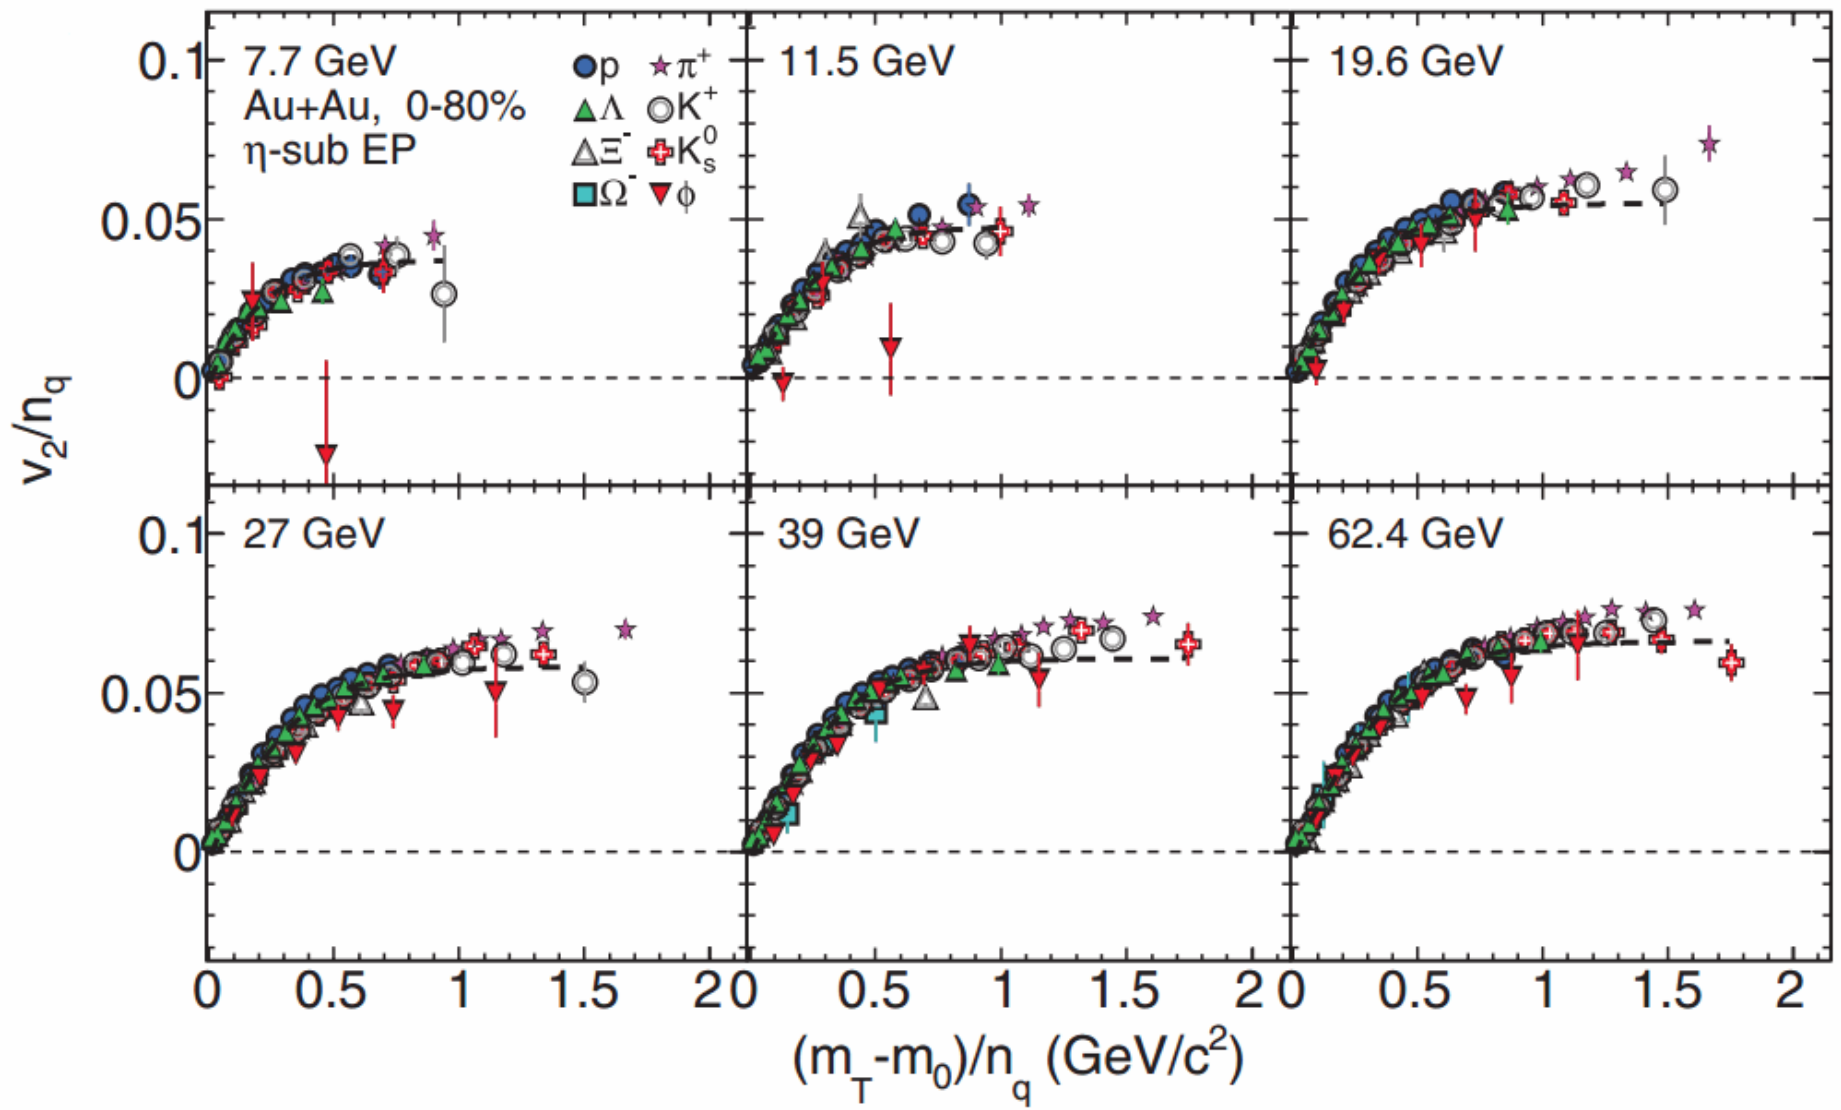 7.7 GeV
Au+Au, 0-80%
η-sub EP
p π⁺
Λ K⁺
Ξ⁻ K⁰ₛ
Ω⁻ ϕ
11.5 GeV
19.6 GeV
0.1
0.05
0
27 GeV
39 GeV
62.4 GeV
0.1
0.05
0
v₂/n_q
0 0.5 1 1.5 2 0 0.5 1 1.5 2 0 0.5 1 1.5 2
(m_T-m₀)/n_q (GeV/c²)